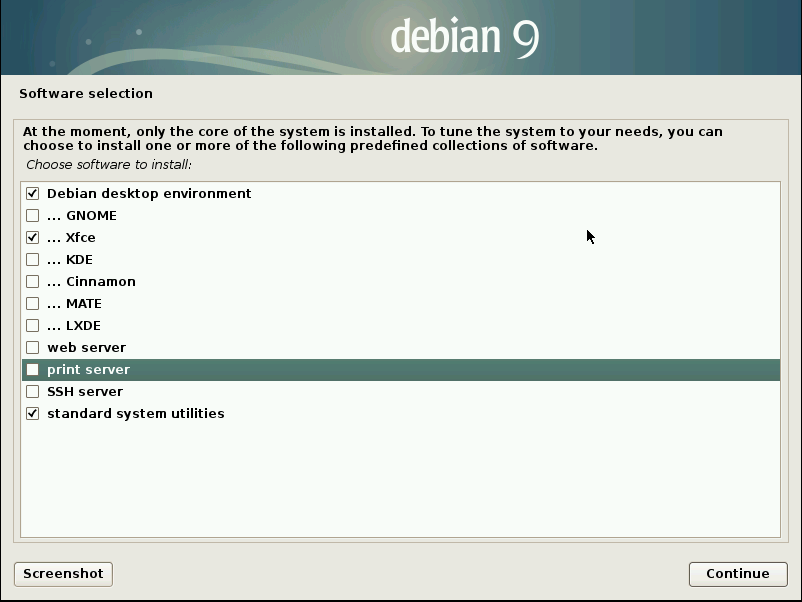 debian 9
Software selection
At the moment, only the core of the system is installed. To tune the system to your needs, you can
choose to install one or more of the following predefined collections of software.
Choose software to install:
Debian desktop environment
... GNOME
... Xfce
... KDE
... Cinnamon
... MATE
... LXDE
web server
print server
SSH server
standard system utilities
Screenshot
Continue